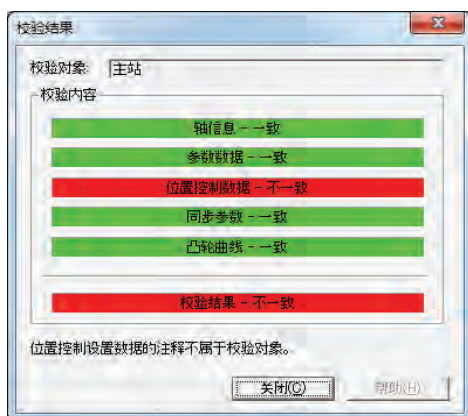 校验结果
校验对象: 主站
校验内容
轴信息 - 一致
参数数据 - 一致
位置控制数据 - 不一致
同步参数 - 一致
凸轮曲线 - 一致
校验结果 - 不一致
位置控制设置数据的注释不属于校验对象。
关闭(C) 帮助(H)